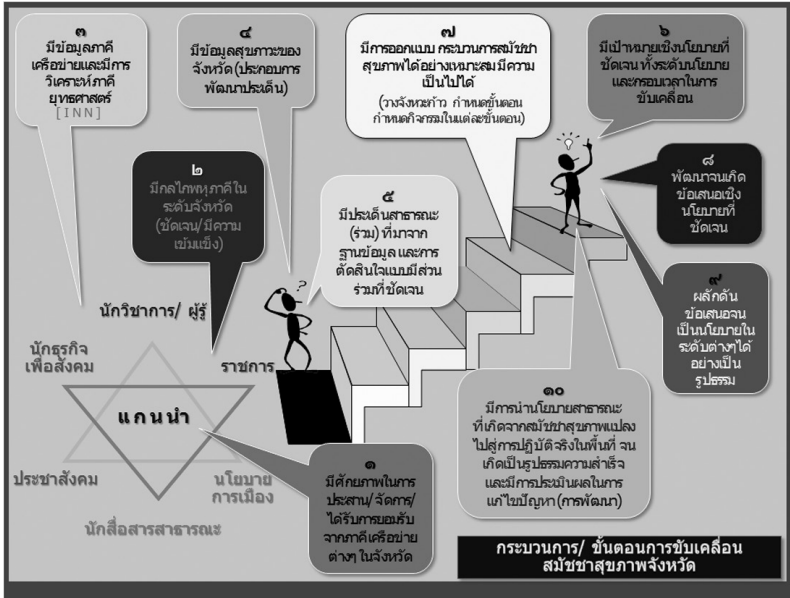 ๓
มีข้อมูลภาคี
เครือข่ายและมีการ
วิเคราะห์ภาคี
ยุทธศาสตร์
[INN]
๔
มีข้อมูลสุขภาวะของ
จังหวัด (ประกอบการ
พัฒนาประเด็น)
๗
มีการออกแบบ กระบวนการสมัชชา
สุขภาพได้อย่างเหมาะสม มีความ
เป็นไปได้
(วางจังหวะก้าว กำหนดขั้นตอน
กำหนดกิจกรรมในแต่ละขั้นตอน)
๖
มีเป้าหมายเชิงนโยบายที่
ชัดเจน ทั้งระดับนโยบาย
และกรอบเวลาในการ
ขับเคลื่อน
๒
มีกลไกพหุภาคีใน
ระดับจังหวัด
(ชัดเจน/มีความ
เข้มแข็ง)
๕
มีประเด็นสาธารณะ
(ร่วม) ที่มาจาก
ฐานข้อมูล และการ
ตัดสินใจแบบมีส่วน
ร่วมที่ชัดเจน
๘
พัฒนาจนเกิด
ข้อเสนอเชิง
นโยบายที่
ชัดเจน
๙
ผลักดัน
ข้อเสนอจน
เป็นนโยบายใน
ระดับต่างๆได้
อย่างเป็น
รูปธรรม
?
นักวิชาการ/ ผู้รู้
นักธุรกิจ
เพื่อสังคม
ราชการ
แกนนำ
ประชาสังคม
นโยบาย
การเมือง
นักสื่อสารสาธารณะ
๑
มีศักยภาพในการ
ประสาน/จัดการ/
ได้รับการยอมรับ
จากภาคีเครือข่าย
ต่างๆ ในจังหวัด
๑๐
มีการนำนโยบายสาธารณะ
ที่เกิดจากสมัชชาสุขภาพแปลง
ไปสู่การปฏิบัติจริงในพื้นที่ จน
เกิดเป็นรูปธรรมความสำเร็จ
และมีการประเมินผลในการ
แก้ไขปัญหา (การพัฒนา)
กระบวนการ/ ขั้นตอนการขับเคลื่อน
สมัชชาสุขภาพจังหวัด